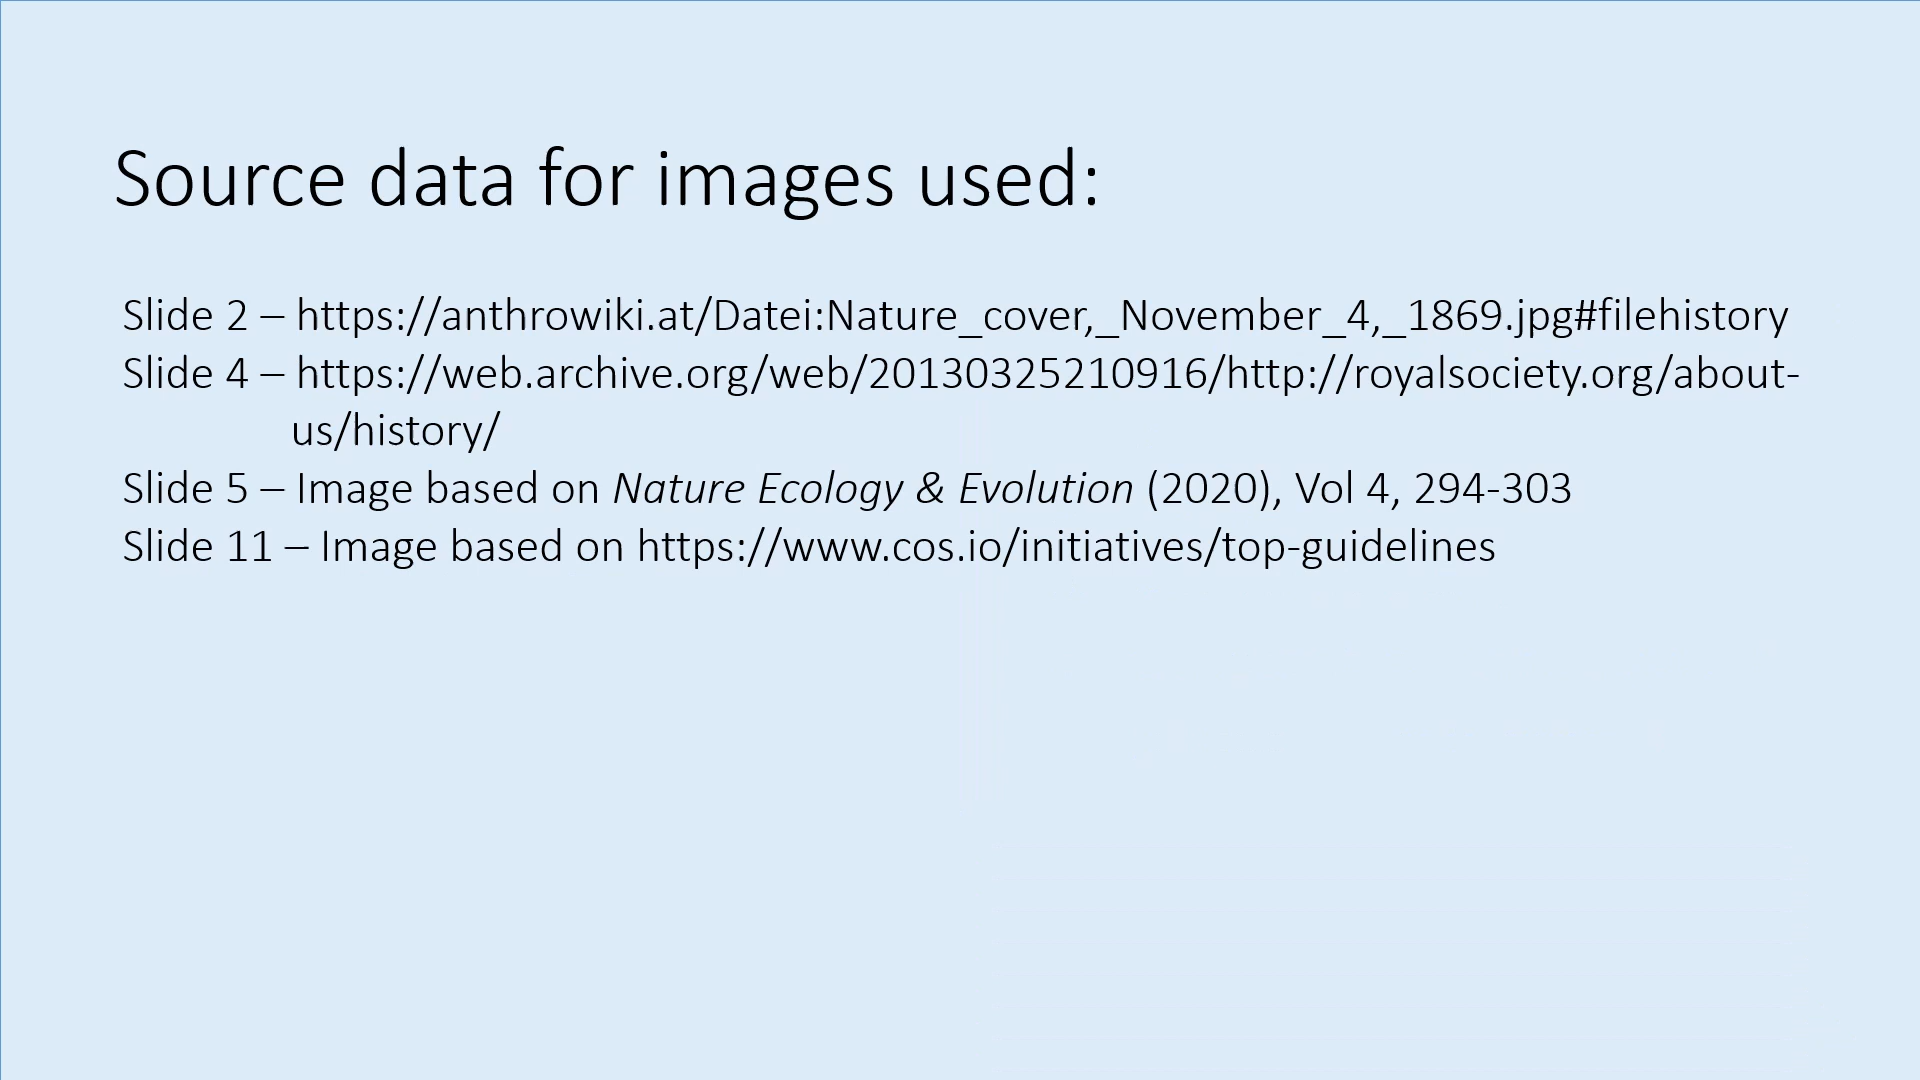 Source data for images used:
Slide 2 – https://anthrowiki.at/Datei:Nature_cover,_November_4,_1869.jpg#filehistory
Slide 4 – https://web.archive.org/web/20130325210916/http://royalsociety.org/about-
us/history/
Slide 5 – Image based on Nature Ecology & Evolution (2020), Vol 4, 294-303
Slide 11 – Image based on https://www.cos.io/initiatives/top-guidelines